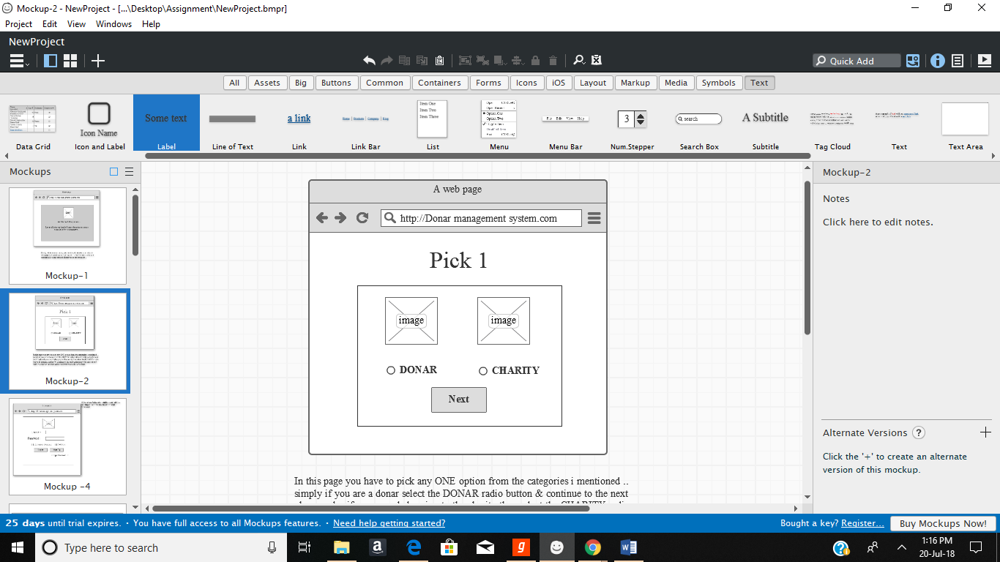 Mockup-2 - NewProject - [...\Desktop\Assignment\NewProject.bmpr]
Project Edit View Windows Help
NewProject
Quick Add
All Assets Big Buttons Common Containers Forms Icons iOS Layout Markup Media Symbols Text
Some text
a link
Item One
Item Two
Item Three
3
search
A Subtitle
Icon Name
Data Grid Icon and Label Label Line of Text Link Link Bar List Menu Menu Bar Num.Stepper Search Box Subtitle Tag Cloud Text Text Area
Mockups
Mockup-1
Pick 1
Mockup-2
Mockup -4
A web page
http://Donar management system.com
Pick 1
image image
DONAR CHARITY
Next
In this page you have to pick any ONE option from the categories i mentioned ..
simply if you are a donar select the DONAR radio button & continue to the next
Mockup-2
Notes
Click here to edit notes.
Alternate Versions ?
Click the '+' to create an alternate
version of this mockup.
25 days until trial expires. · You have full access to all Mockups features. · Need help getting started?
Bought a key? Register... Buy Mockups Now!
Type here to search
1:16 PM
20-Jul-18